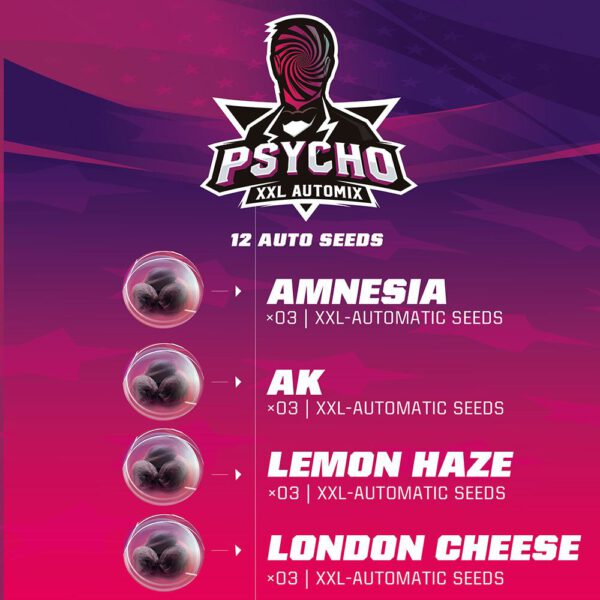 PSYCHO
XXL AUTOMIX
12 AUTO SEEDS
AMNESIA
×03 | XXL-AUTOMATIC SEEDS
AK
×03 | XXL-AUTOMATIC SEEDS
LEMON HAZE
×03 | XXL-AUTOMATIC SEEDS
LONDON CHEESE
×03 | XXL-AUTOMATIC SEEDS